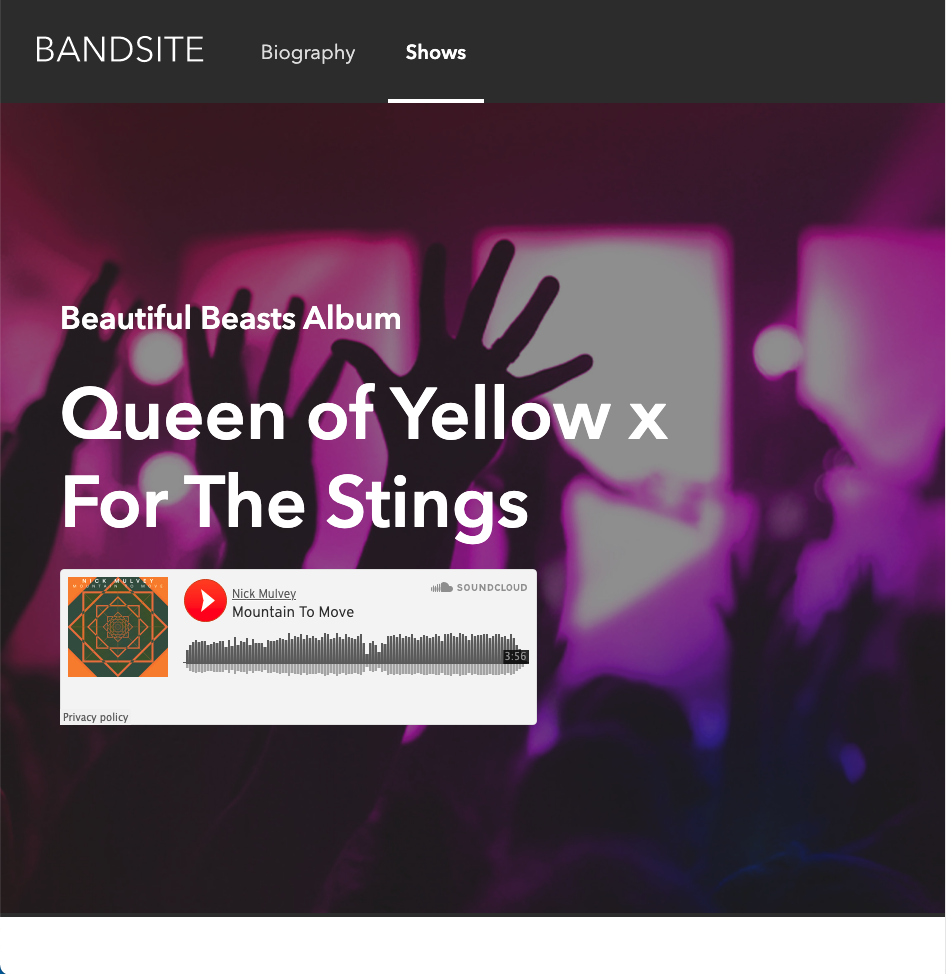 BANDSITE Biography Shows
Beautiful Beasts Album
Queen of Yellow x
For The Stings
NICK MULVEY
MOUNTAIN TO MOVE
Nick Mulvey
SOUNDCLOUD
Mountain To Move
3:56
Privacy policy